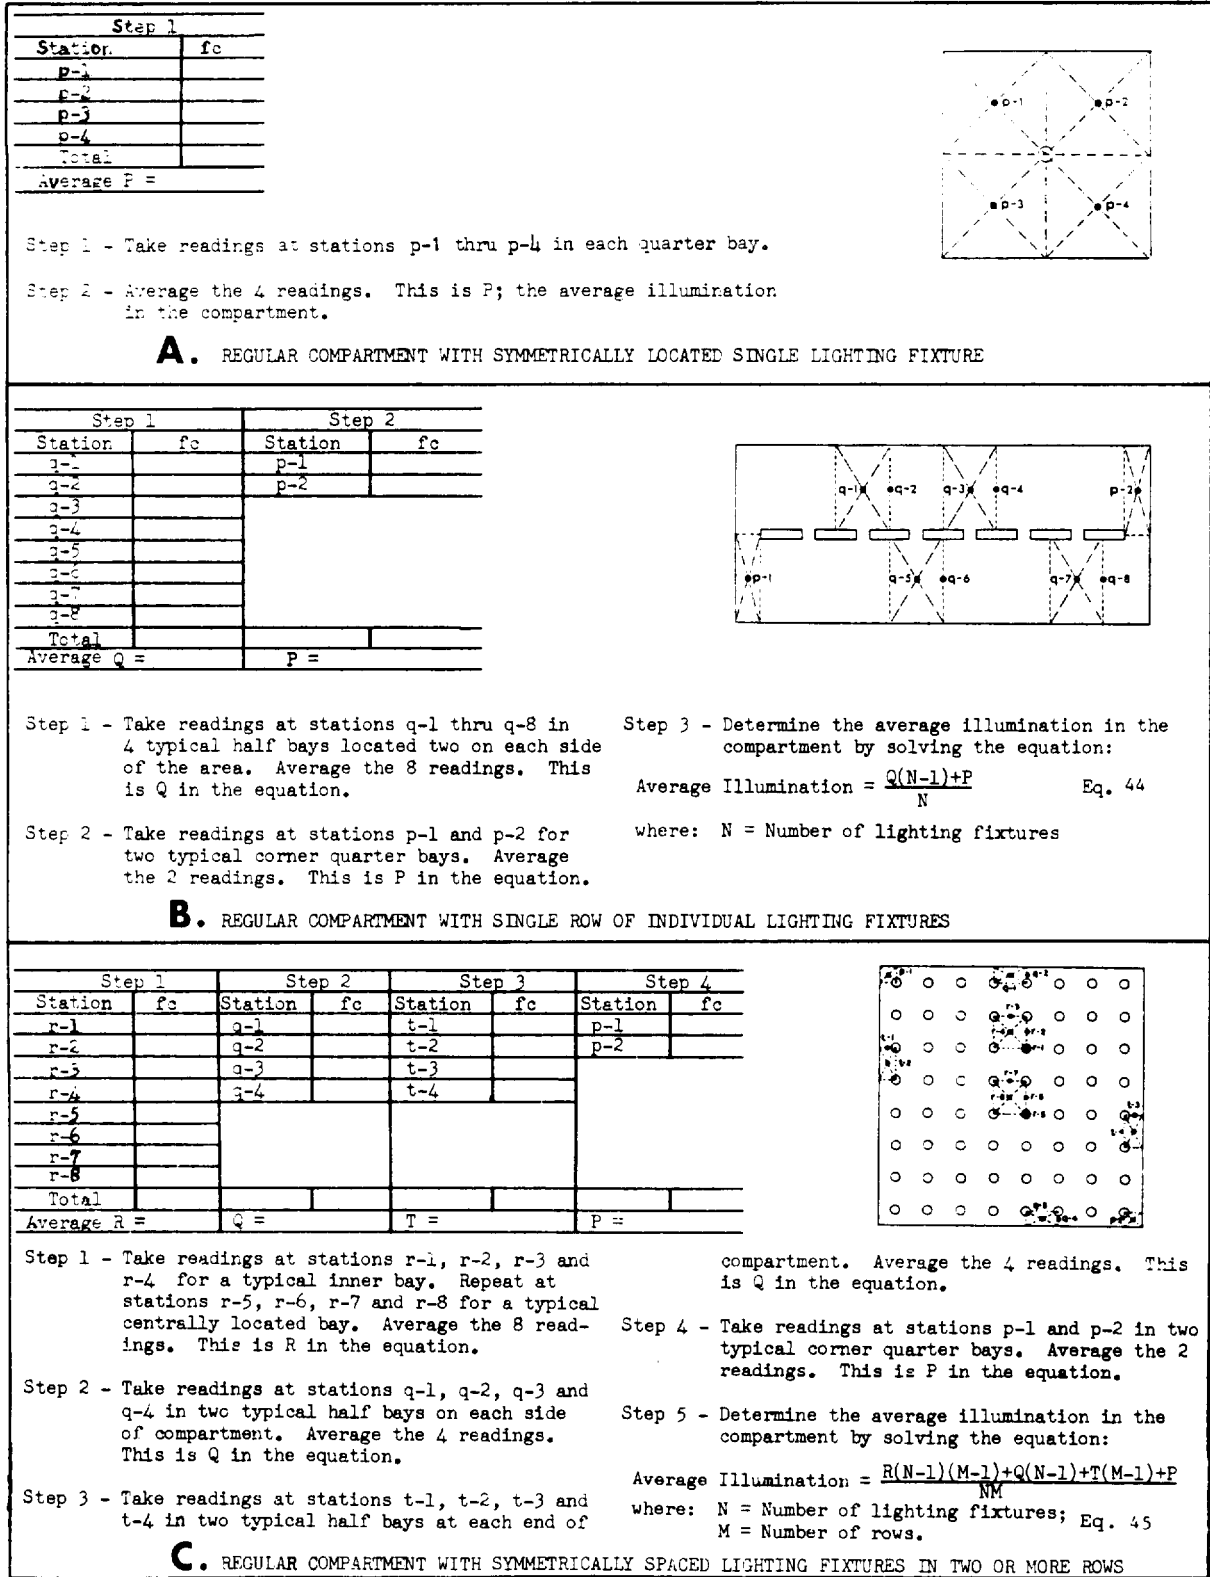 Step 1
Station fc
p-1
p-2
p-3
p-4
Total
Average P =
p-1 p-2
p-3 p-4
Step 1 - Take readings at stations p-1 thru p-4 in each quarter bay.
Step 2 - Average the 4 readings. This is P; the average illumination
in the compartment.
A. REGULAR COMPARTMENT WITH SYMMETRICALLY LOCATED SINGLE LIGHTING FIXTURE
Step 1 Step 2
Station fc Station fc
q-1 p-1
q-2 p-2
q-3
q-4
q-5
q-6
q-7
q-8
Total
Average Q = P =
q-1 q-2 q-3 q-4 p-2
p-1 q-5 q-6 q-7 q-8
Step 1 - Take readings at stations q-1 thru q-8 in
4 typical half bays located two on each side
of the area. Average the 8 readings. This
is Q in the equation.
Step 2 - Take readings at stations p-1 and p-2 for
two typical corner quarter bays. Average
the 2 readings. This is P in the equation.
Step 3 - Determine the average illumination in the
compartment by solving the equation:
Average Illumination = Q(N-1)+P Eq. 44
N
where: N = Number of lighting fixtures
B. REGULAR COMPARTMENT WITH SINGLE ROW OF INDIVIDUAL LIGHTING FIXTURES
Step 1 Step 2 Step 3 Step 4
Station fc Station fc Station fc Station fc
r-1 q-1 t-1 p-1
r-2 q-2 t-2 p-2
r-3 q-3 t-3
r-4 q-4 t-4
r-5
r-6
r-7
r-8
Total
Average R = Q = T = P =
p-1 q-2
r-3
r-2
t-1 r-1
t-2
r-7
r-6
r-5 t-3
t-4
q-4
Step 1 - Take readings at stations r-1, r-2, r-3 and
r-4 for a typical inner bay. Repeat at
stations r-5, r-6, r-7 and r-8 for a typical
centrally located bay. Average the 8 read-
ings. This is R in the equation.
Step 2 - Take readings at stations q-1, q-2, q-3 and
q-4 in two typical half bays on each side
of compartment. Average the 4 readings.
This is Q in the equation.
Step 3 - Take readings at stations t-1, t-2, t-3 and
t-4 in two typical half bays at each end of
compartment. Average the 4 readings. This
is Q in the equation.
Step 4 - Take readings at stations p-1 and p-2 in two
typical corner quarter bays. Average the 2
readings. This is P in the equation.
Step 5 - Determine the average illumination in the
compartment by solving the equation:
Average Illumination = R(N-1)(M-1)+Q(N-1)+T(M-1)+P
NM
where: N = Number of lighting fixtures; Eq. 45
M = Number of rows.
C. REGULAR COMPARTMENT WITH SYMMETRICALLY SPACED LIGHTING FIXTURES IN TWO OR MORE ROWS